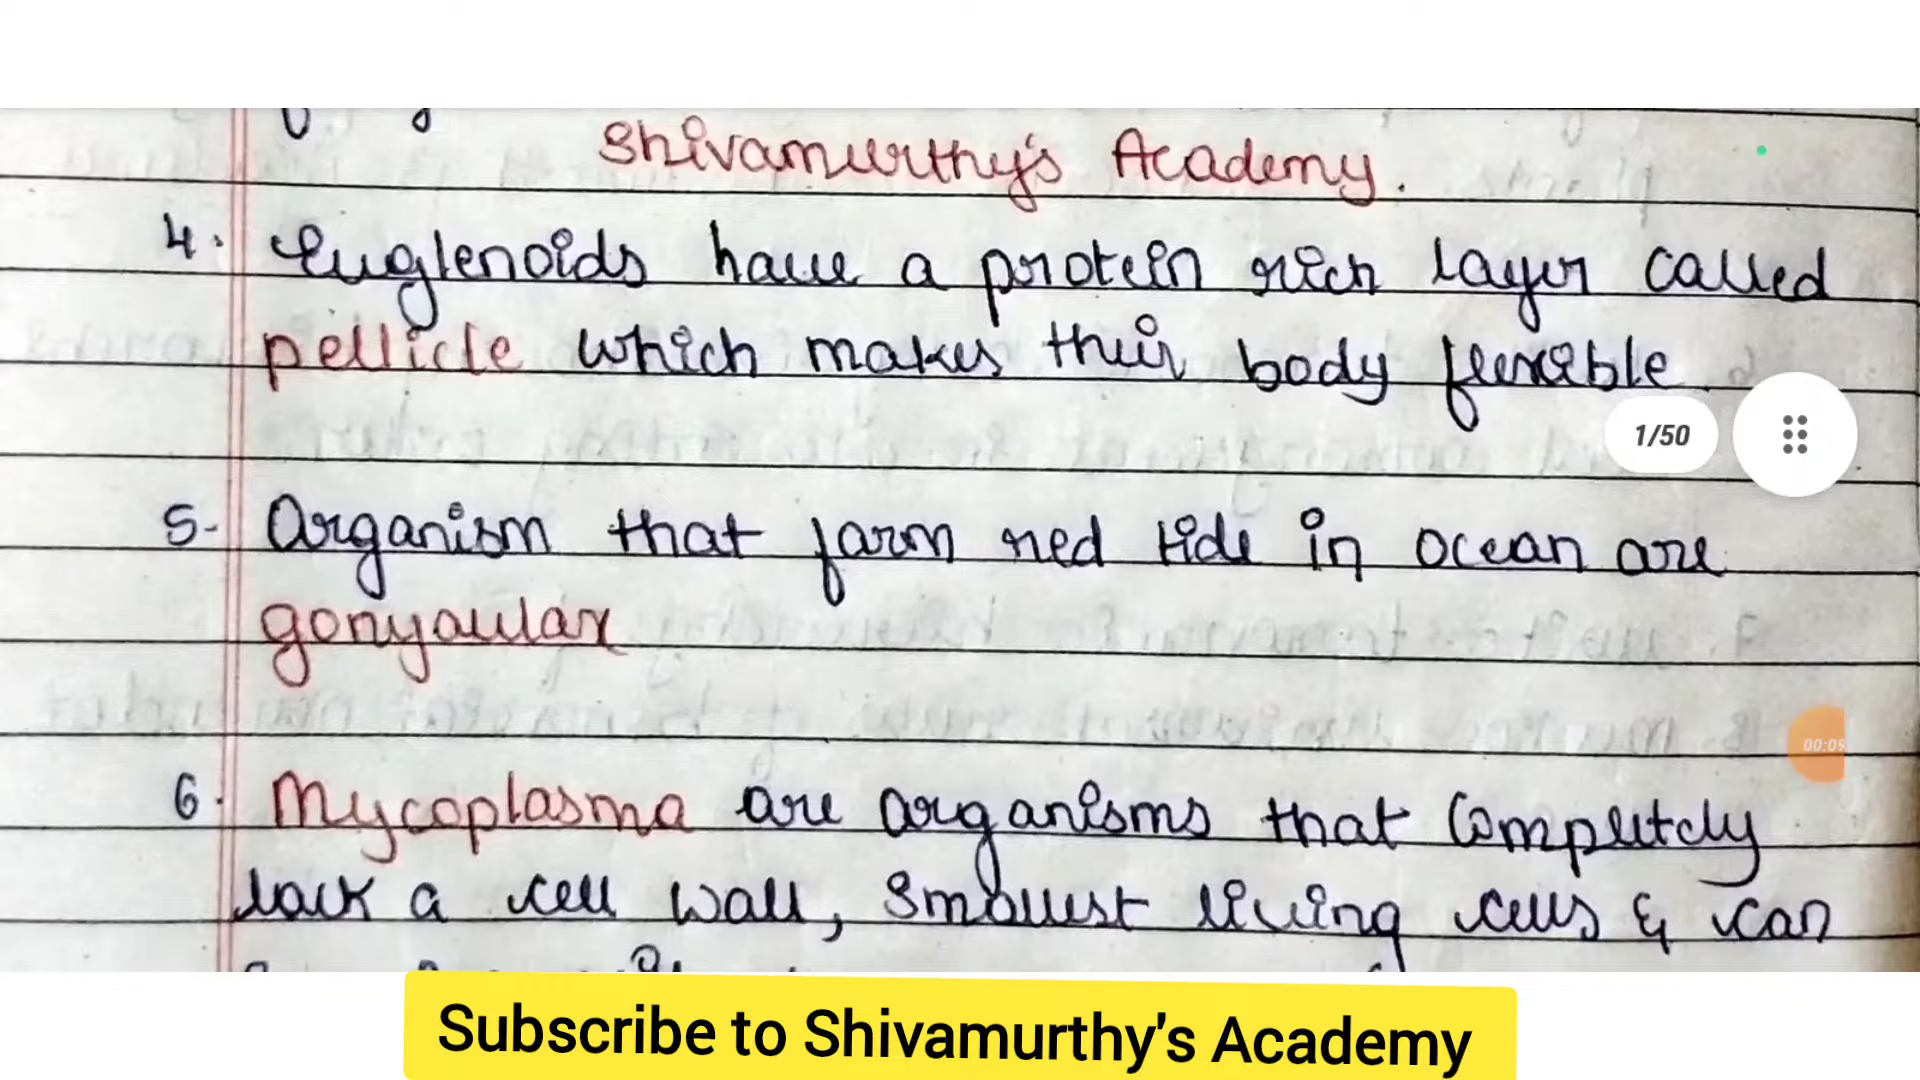 Shivamurthy's Academy.
4. Euglenoids have a protein rich layer called
pellicle which makes their body flexible.
1/50
5. Organism that form red tide in ocean are
gonyaulax
00:09
6. Mycoplasma are organisms that Completely
lack a cell wall, smallest living cells & can
Subscribe to Shivamurthy's Academy